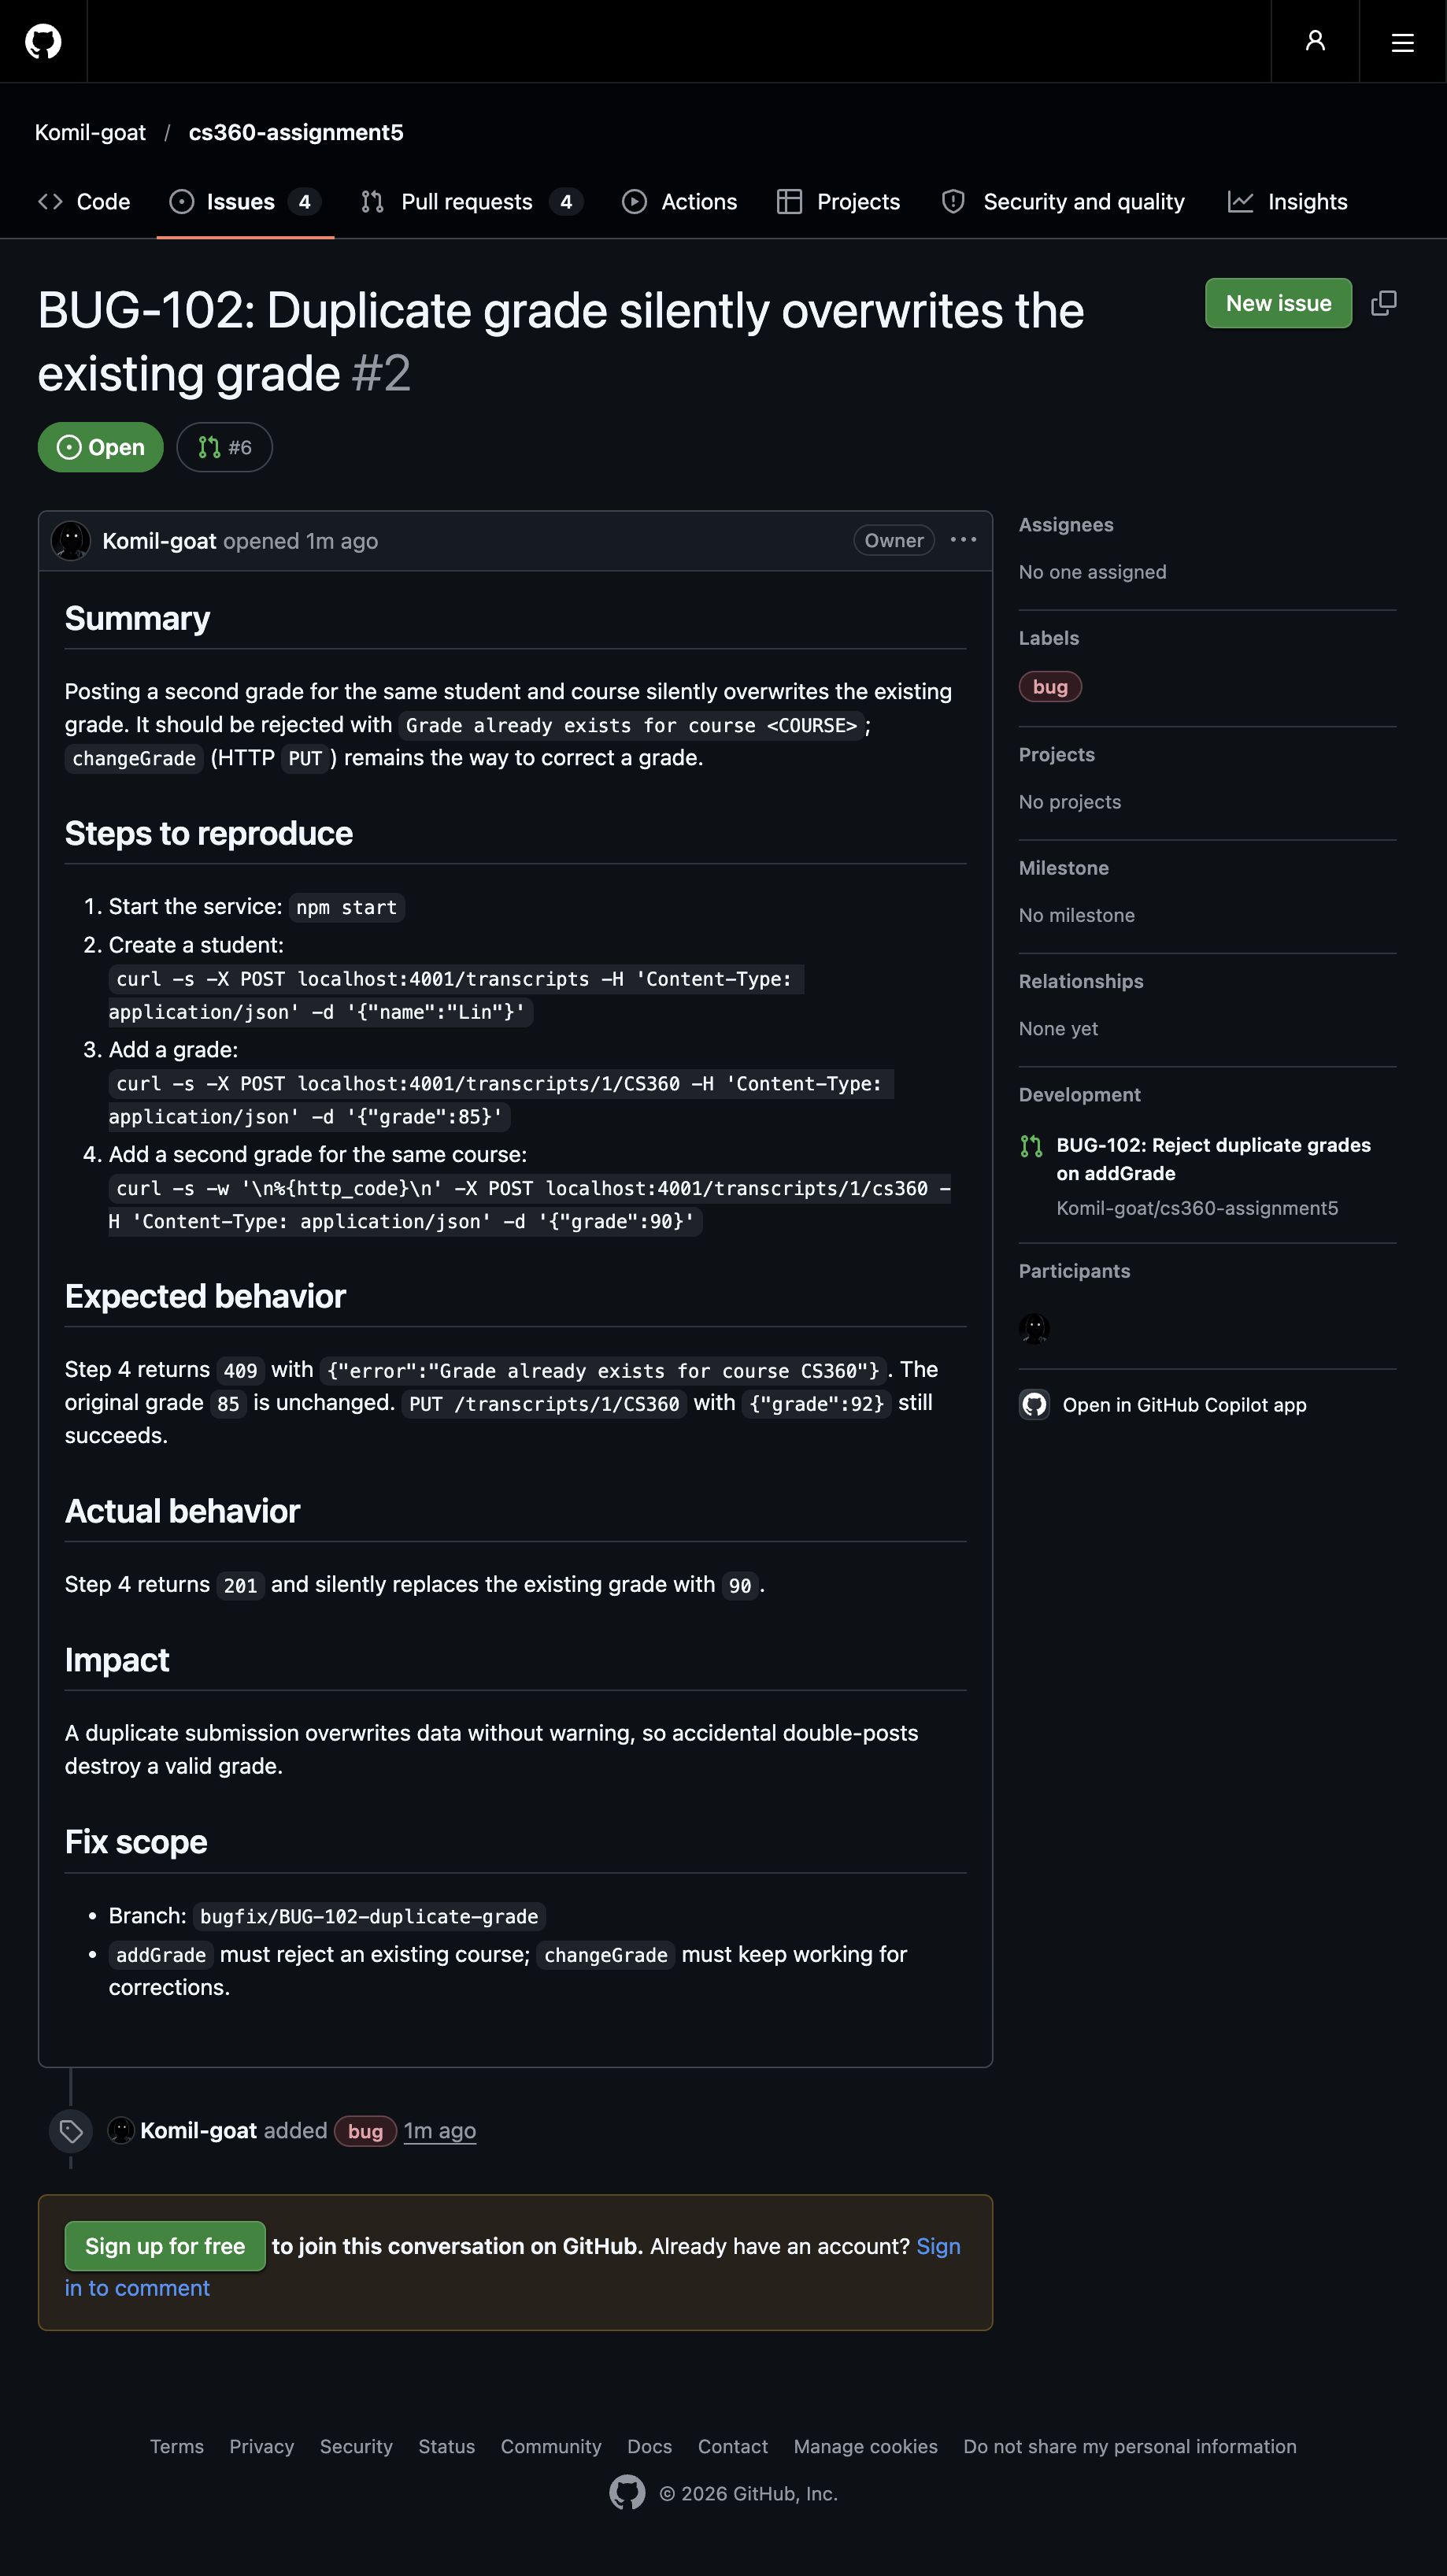 Komil-goat / cs360-assignment5
Code
Issues 4
Pull requests 4
Actions
Projects
Security and quality
Insights
BUG-102: Duplicate grade silently overwrites the
existing grade #2
New issue
Open
#6
Komil-goat opened 1m ago
Owner
Summary
Posting a second grade for the same student and course silently overwrites the existing
grade. It should be rejected with Grade already exists for course <COURSE>;
changeGrade (HTTP PUT) remains the way to correct a grade.
Steps to reproduce
1. Start the service: npm start
2. Create a student:
curl -s -X POST localhost:4001/transcripts -H 'Content-Type:
application/json' -d '{"name":"Lin"}'
3. Add a grade:
curl -s -X POST localhost:4001/transcripts/1/CS360 -H 'Content-Type:
application/json' -d '{"grade":85}'
4. Add a second grade for the same course:
curl -s -w '\n%{http_code}\n' -X POST localhost:4001/transcripts/1/cs360 -
H 'Content-Type: application/json' -d '{"grade":90}'
Expected behavior
Step 4 returns 409 with {"error":"Grade already exists for course CS360"}. The
original grade 85 is unchanged. PUT /transcripts/1/CS360 with {"grade":92} still
succeeds.
Actual behavior
Step 4 returns 201 and silently replaces the existing grade with 90.
Impact
A duplicate submission overwrites data without warning, so accidental double-posts
destroy a valid grade.
Fix scope
• Branch: bugfix/BUG-102-duplicate-grade
• addGrade must reject an existing course; changeGrade must keep working for
corrections.
Komil-goat added bug 1m ago
Assignees
No one assigned
Labels
bug
Projects
No projects
Milestone
No milestone
Relationships
None yet
Development
BUG-102: Reject duplicate grades
on addGrade
Komil-goat/cs360-assignment5
Participants
Open in GitHub Copilot app
Sign up for free to join this conversation on GitHub. Already have an account? Sign
in to comment
Terms Privacy Security Status Community Docs Contact Manage cookies Do not share my personal information
© 2026 GitHub, Inc.